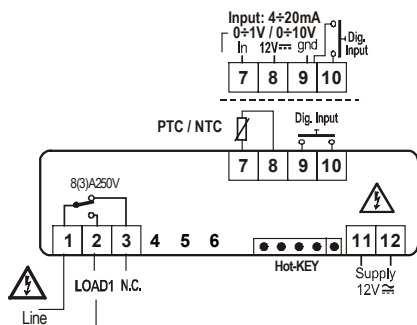 Input: 4÷20mA
0÷1V / 0÷10V
In 12V⎓ gnd
Dig. Input
7 8 9 10
PTC / NTC
Dig. Input
7 8 9 10
8(3)A250V
1 2 3 4 5 6
11 12
Hot-KEY
LOAD1 N.C.
Supply
12V≂
Line